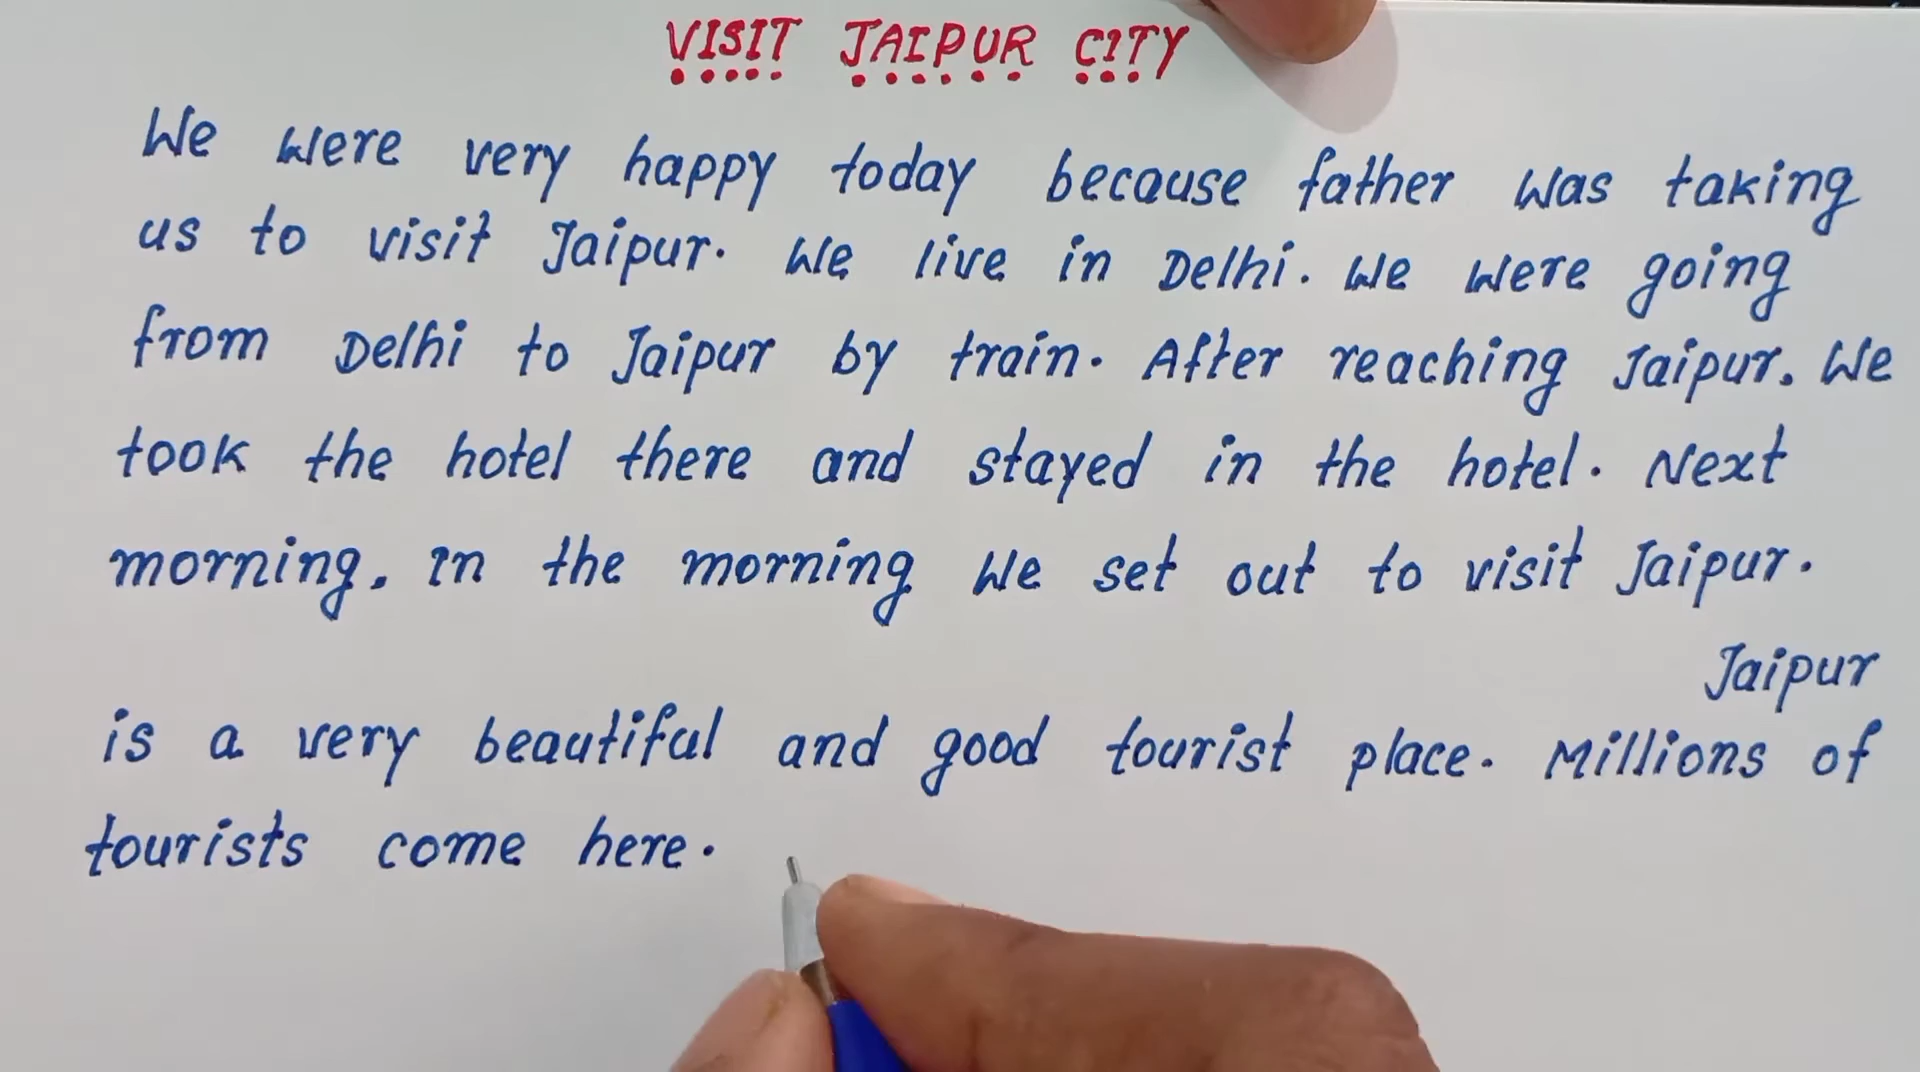 VISIT JAIPUR CITY
We were very happy today because father was taking
us to visit Jaipur. We live in Delhi. We were going
from Delhi to Jaipur by train. After reaching Jaipur. We
took the hotel there and stayed in the hotel. Next
morning. In the morning we set out to visit Jaipur.
Jaipur
is a very beautiful and good tourist place. Millions of
tourists come here.